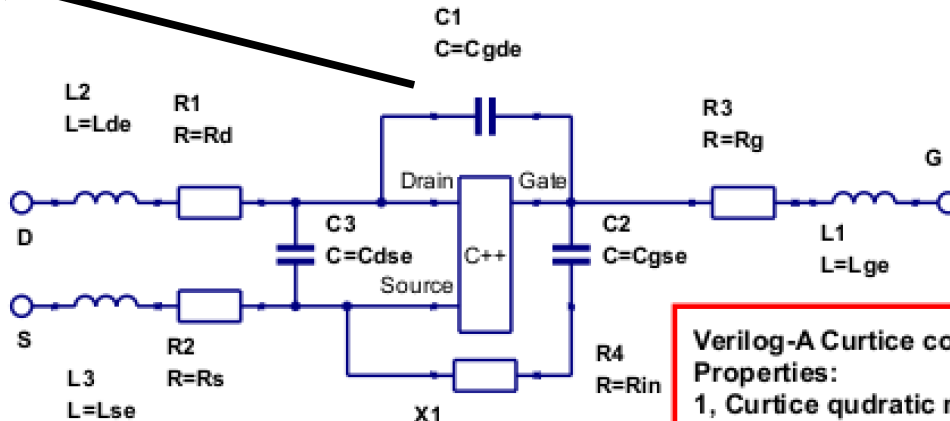 C1
C=Cgde
L2
L=Lde
R1
R=Rd
R3
R=Rg
G
Drain
Gate
D
C3
C=Cdse
C++
C2
C=Cgse
L1
L=Lge
Source
S
R2
R=Rs
L3
L=Lse
X1
R4
R=Rin
Verilog-A Curtice co
Properties:
1, Curtice qudratic